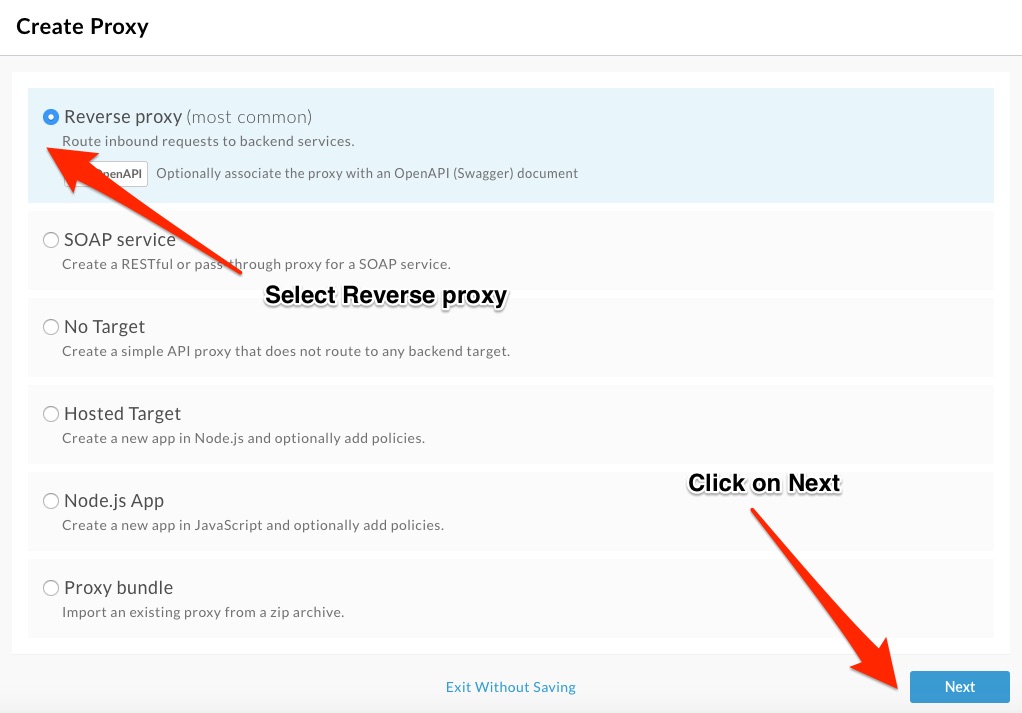 Create Proxy
Reverse proxy (most common)
Route inbound requests to backend services.
OpenAPI Optionally associate the proxy with an OpenAPI (Swagger) document
SOAP service
Create a RESTful or pass-through proxy for a SOAP service.
Select Reverse proxy
No Target
Create a simple API proxy that does not route to any backend target.
Hosted Target
Create a new app in Node.js and optionally add policies.
Click on Next
Node.js App
Create a new app in JavaScript and optionally add policies.
Proxy bundle
Import an existing proxy from a zip archive.
Exit Without Saving
Next